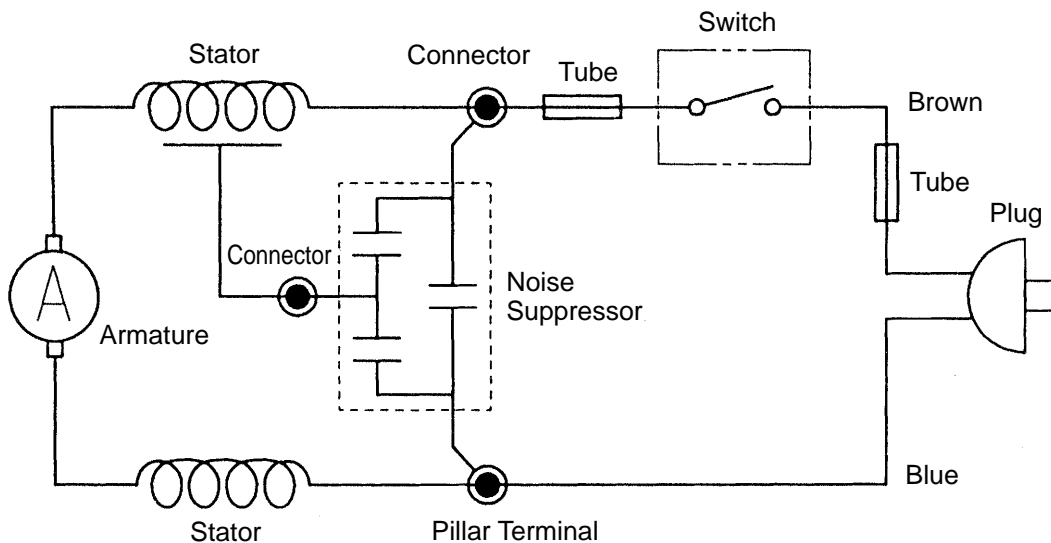 Switch
Stator
Connector
Tube
Brown
Tube
Plug
Connector
Noise
Suppressor
A
Armature
Blue
Stator
Pillar Terminal